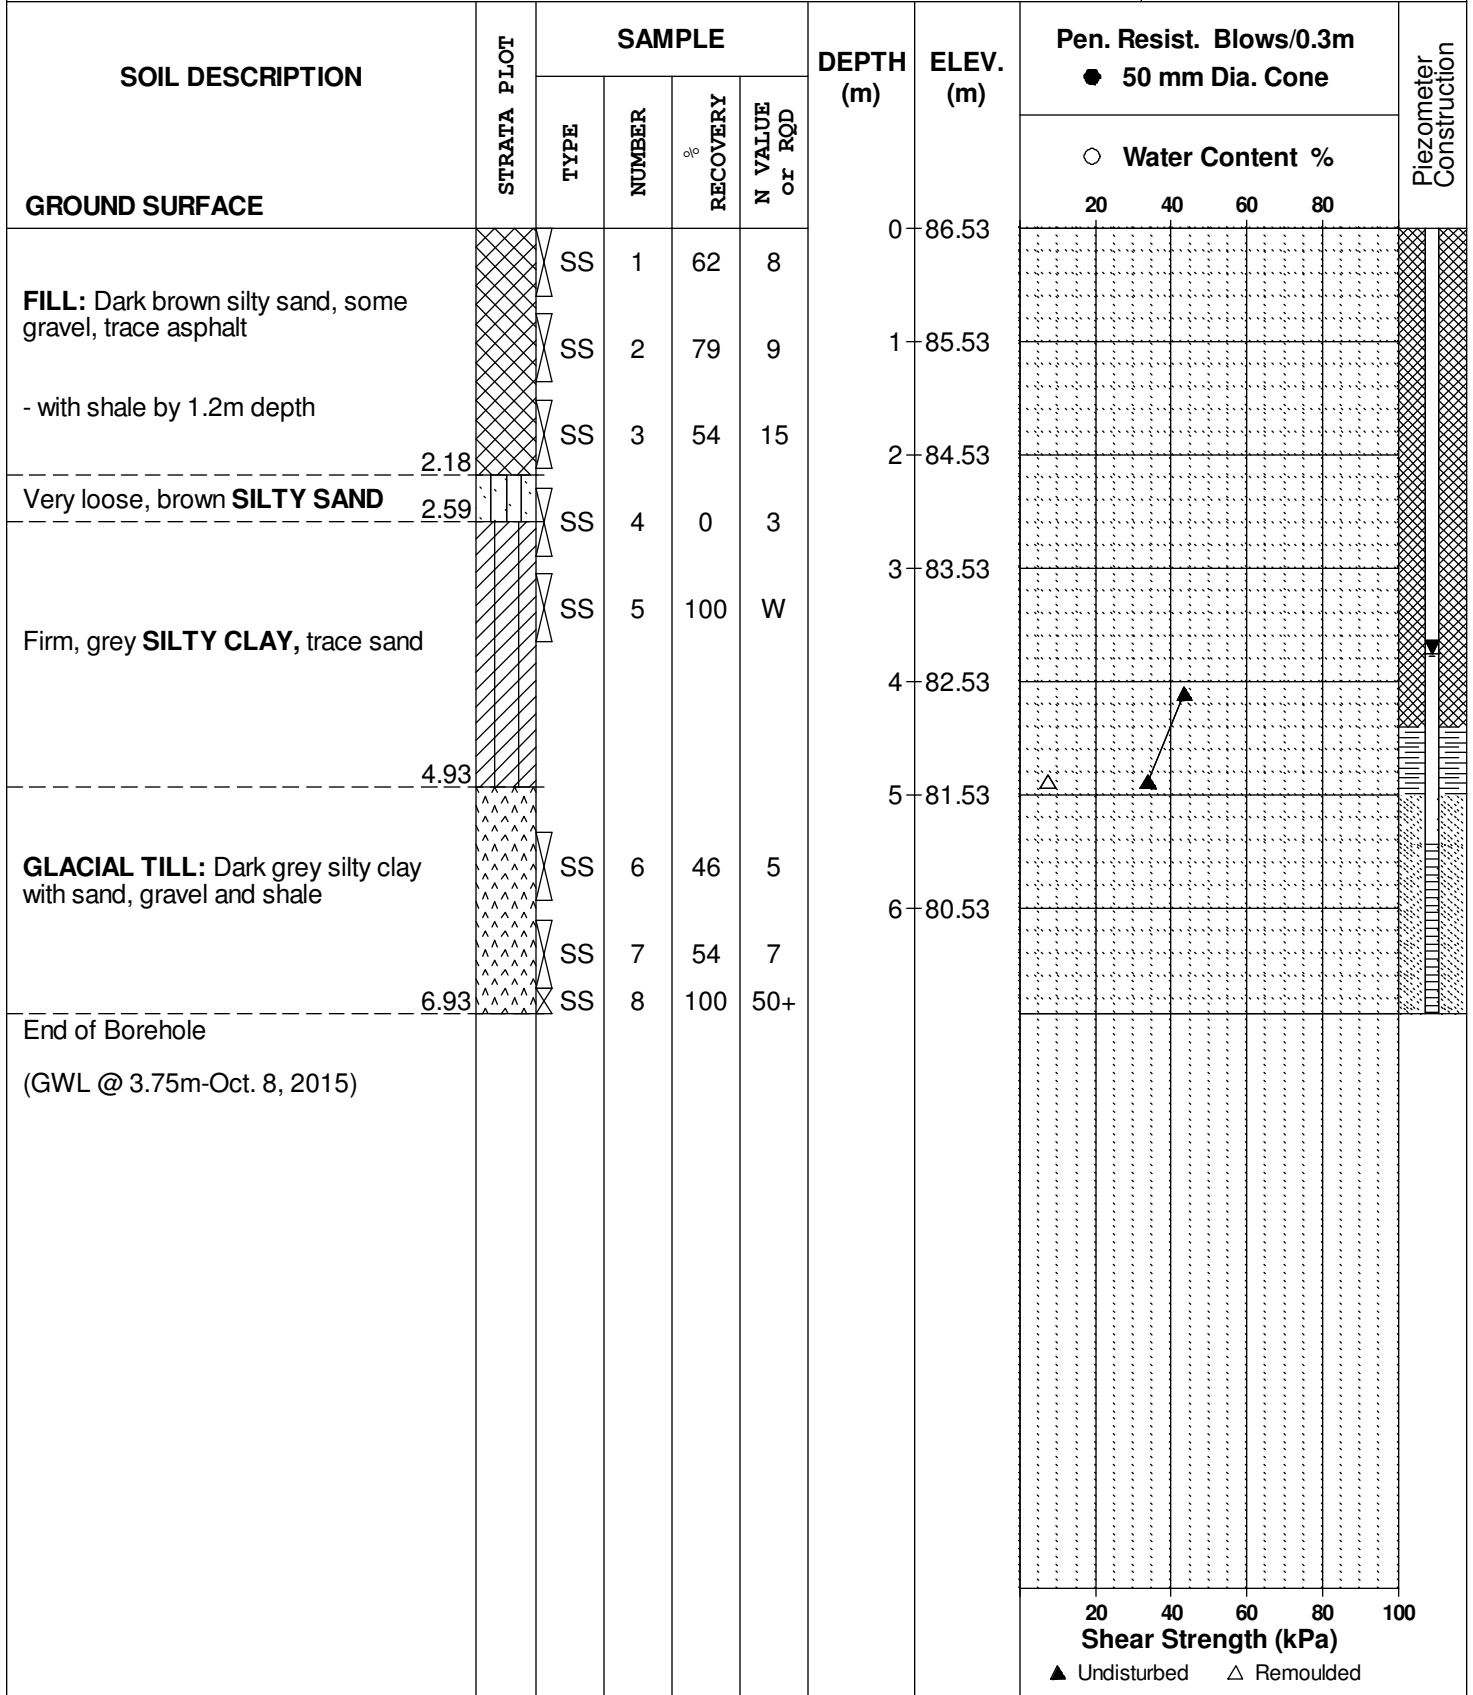 SOIL DESCRIPTION
GROUND SURFACE
STRATA PLOT
SAMPLE
TYPE
NUMBER
%
RECOVERY
N VALUE
or RQD
DEPTH
(m)
ELEV.
(m)
Pen. Resist. Blows/0.3m
50 mm Dia. Cone
Water Content %
20 40 60 80
Piezometer
Construction
0 86.53
SS 1 62 8
FILL: Dark brown silty sand, some
gravel, trace asphalt
SS 2 79 9
1 85.53
- with shale by 1.2m depth
SS 3 54 15
2.18
2 84.53
Very loose, brown SILTY SAND
2.59
SS 4 0 3
3 83.53
SS 5 100 W
Firm, grey SILTY CLAY, trace sand
4 82.53
4.93
5 81.53
GLACIAL TILL: Dark grey silty clay
with sand, gravel and shale
SS 6 46 5
6 80.53
SS 7 54 7
6.93
SS 8 100 50+
End of Borehole
(GWL @ 3.75m-Oct. 8, 2015)
20 40 60 80 100
Shear Strength (kPa)
Undisturbed Remoulded